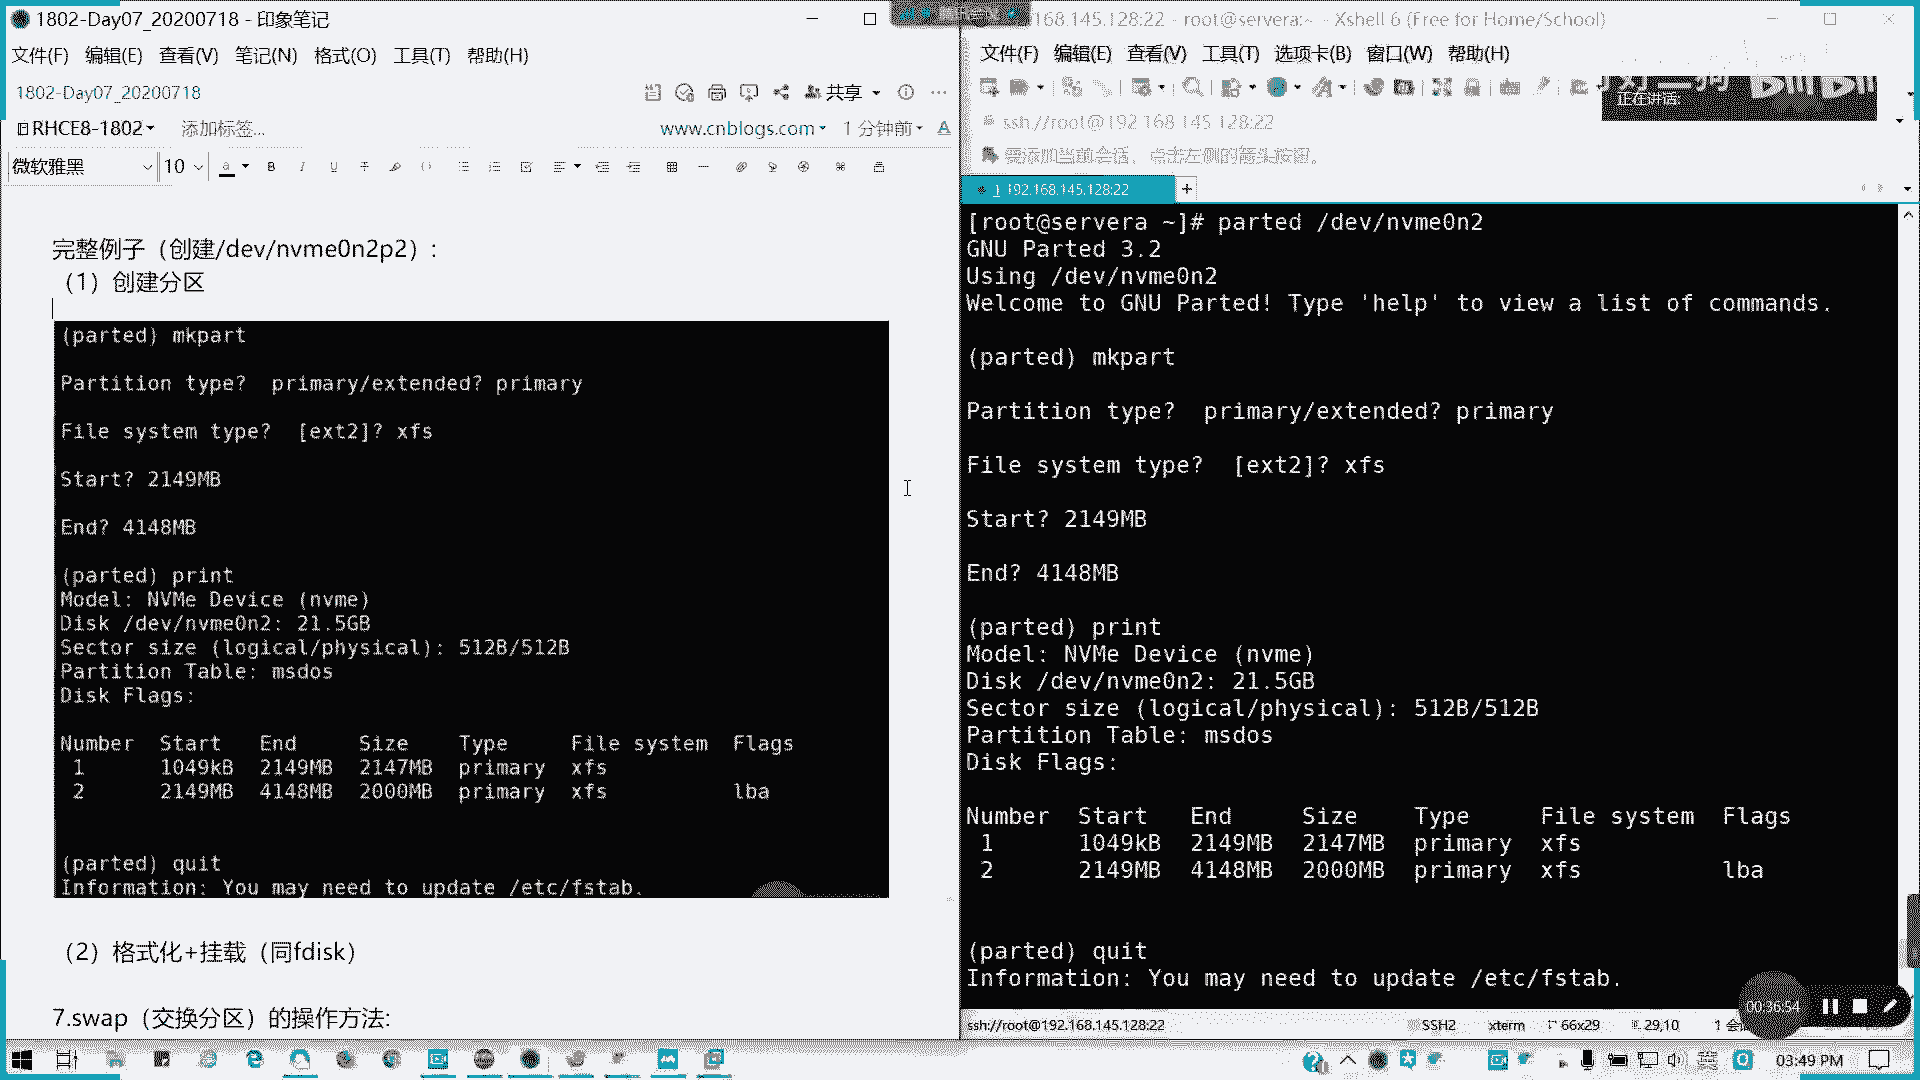 1802-Day07_20200718 - 印象笔记
文件(F) 编辑(E) 查看(V) 笔记(N) 格式(O) 工具(T) 帮助(H)
1802-Day07_20200718
共享
RHCE8-1802
添加标签...
www.cnblogs.com
1 分钟前
微软雅黑
10
完整例子（创建/dev/nvme0n2p2）：
（1）创建分区
(parted) mkpart
Partition type?  primary/extended? primary
File system type?  [ext2]? xfs
Start? 2149MB
End? 4148MB
(parted) print
Model: NVMe Device (nvme)
Disk /dev/nvme0n2: 21.5GB
Sector size (logical/physical): 512B/512B
Partition Table: msdos
Disk Flags:
Number  Start   End     Size    Type     File system  Flags
1       1049kB  2149MB  2147MB  primary  xfs
2       2149MB  4148MB  2000MB  primary  xfs          lba
(parted) quit
Information: You may need to update /etc/fstab.
（2）格式化+挂载（同fdisk）
7.swap（交换分区）的操作方法:
168.145.128:22 - root@servera:~ - Xshell 6 (Free for Home/School)
文件(F) 编辑(E) 查看(V) 工具(T) 选项卡(B) 窗口(W) 帮助(H)
正在讲话:
ssh://root@192.168.145.128:22
要添加当前会话，点击左侧的箭头按钮。
1 192.168.145.128:22
[root@servera ~]# parted /dev/nvme0n2
GNU Parted 3.2
Using /dev/nvme0n2
Welcome to GNU Parted! Type 'help' to view a list of commands.
(parted) mkpart
Partition type?  primary/extended? primary
File system type?  [ext2]? xfs
Start? 2149MB
End? 4148MB
(parted) print
Model: NVMe Device (nvme)
Disk /dev/nvme0n2: 21.5GB
Sector size (logical/physical): 512B/512B
Partition Table: msdos
Disk Flags:
Number  Start   End     Size    Type     File system  Flags
1       1049kB  2149MB  2147MB  primary  xfs
2       2149MB  4148MB  2000MB  primary  xfs          lba
(parted) quit
Information: You may need to update /etc/fstab.
00:36:54
ssh://root@192.168.145.128:22
SSH2
xterm
66x29
29,10
03:49 PM